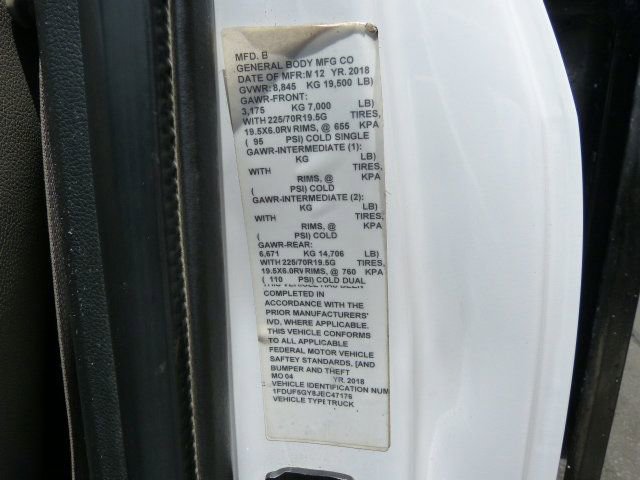 MFD. B
GENERAL BODY MFG CO
DATE OF MFR:M 12 YR. 2018
GVWR: 8,845 KG 19,500 LB)
GAWR-FRONT:
3,175 KG 7,000 LB)
WITH 225/70R19.5G TIRES,
19.5X6.0RV RIMS, @ 655 KPA
( 95 PSI) COLD SINGLE
GAWR-INTERMEDIATE (1):
KG LB)
WITH TIRES,
RIMS, @ KPA
( PSI) COLD
GAWR-INTERMEDIATE (2):
KG LB)
WITH TIRES,
RIMS, @ KPA
( PSI) COLD
GAWR-REAR:
6,671 KG 14,706 LB)
WITH 225/70R19.5G TIRES,
19.5X6.0RV RIMS, @ 760 KPA
( 110 PSI) COLD DUAL
THIS VEHICLE HAS BEEN
COMPLETED IN
ACCORDANCE WITH THE
PRIOR MANUFACTURERS'
IVD, WHERE APPLICABLE.
THIS VEHICLE CONFORMS
TO ALL APPLICABLE
FEDERAL MOTOR VEHICLE
SAFTEY STANDARDS, [AND
BUMPER AND THEFT
MO 04 YR. 2018
VEHICLE IDENTIFICATION NUM
1FDUF5GY8JEC47176
VEHICLE TYPE TRUCK